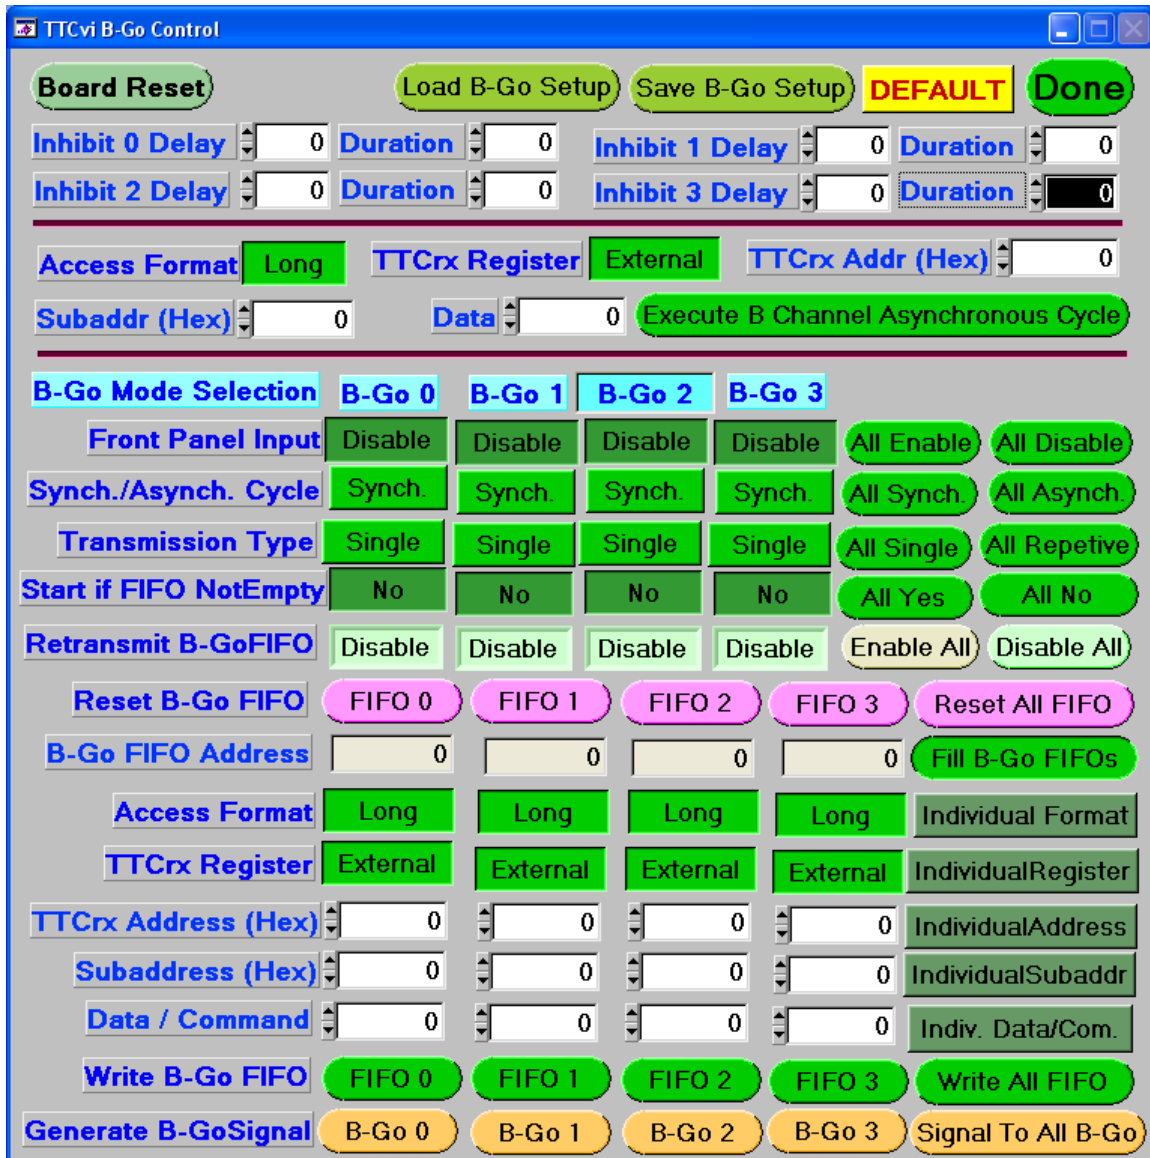 TTCvi B-Go Control
Board Reset Load B-Go Setup Save B-Go Setup DEFAULT Done
Inhibit 0 Delay 0 Duration 0 Inhibit 1 Delay 0 Duration 0
Inhibit 2 Delay 0 Duration 0 Inhibit 3 Delay 0 Duration 0
Access Format Long TTCrx Register External TTCrx Addr (Hex) 0
Subaddr (Hex) 0 Data 0 Execute B Channel Asynchronous Cycle
B-Go Mode Selection B-Go 0 B-Go 1 B-Go 2 B-Go 3
Front Panel Input Disable Disable Disable Disable All Enable All Disable
Synch./Asynch. Cycle Synch. Synch. Synch. Synch. All Synch. All Asynch.
Transmission Type Single Single Single Single All Single All Repetive
Start if FIFO NotEmpty No No No No All Yes All No
Retransmit B-GoFIFO Disable Disable Disable Disable Enable All Disable All
Reset B-Go FIFO FIFO 0 FIFO 1 FIFO 2 FIFO 3 Reset All FIFO
B-Go FIFO Address 0 0 0 0 Fill B-Go FIFOs
Access Format Long Long Long Long Individual Format
TTCrx Register External External External External IndividualRegister
TTCrx Address (Hex) 0 0 0 0 IndividualAddress
Subaddress (Hex) 0 0 0 0 IndividualSubaddr
Data / Command 0 0 0 0 Indiv. Data/Com.
Write B-Go FIFO FIFO 0 FIFO 1 FIFO 2 FIFO 3 Write All FIFO
Generate B-GoSignal B-Go 0 B-Go 1 B-Go 2 B-Go 3 Signal To All B-Go